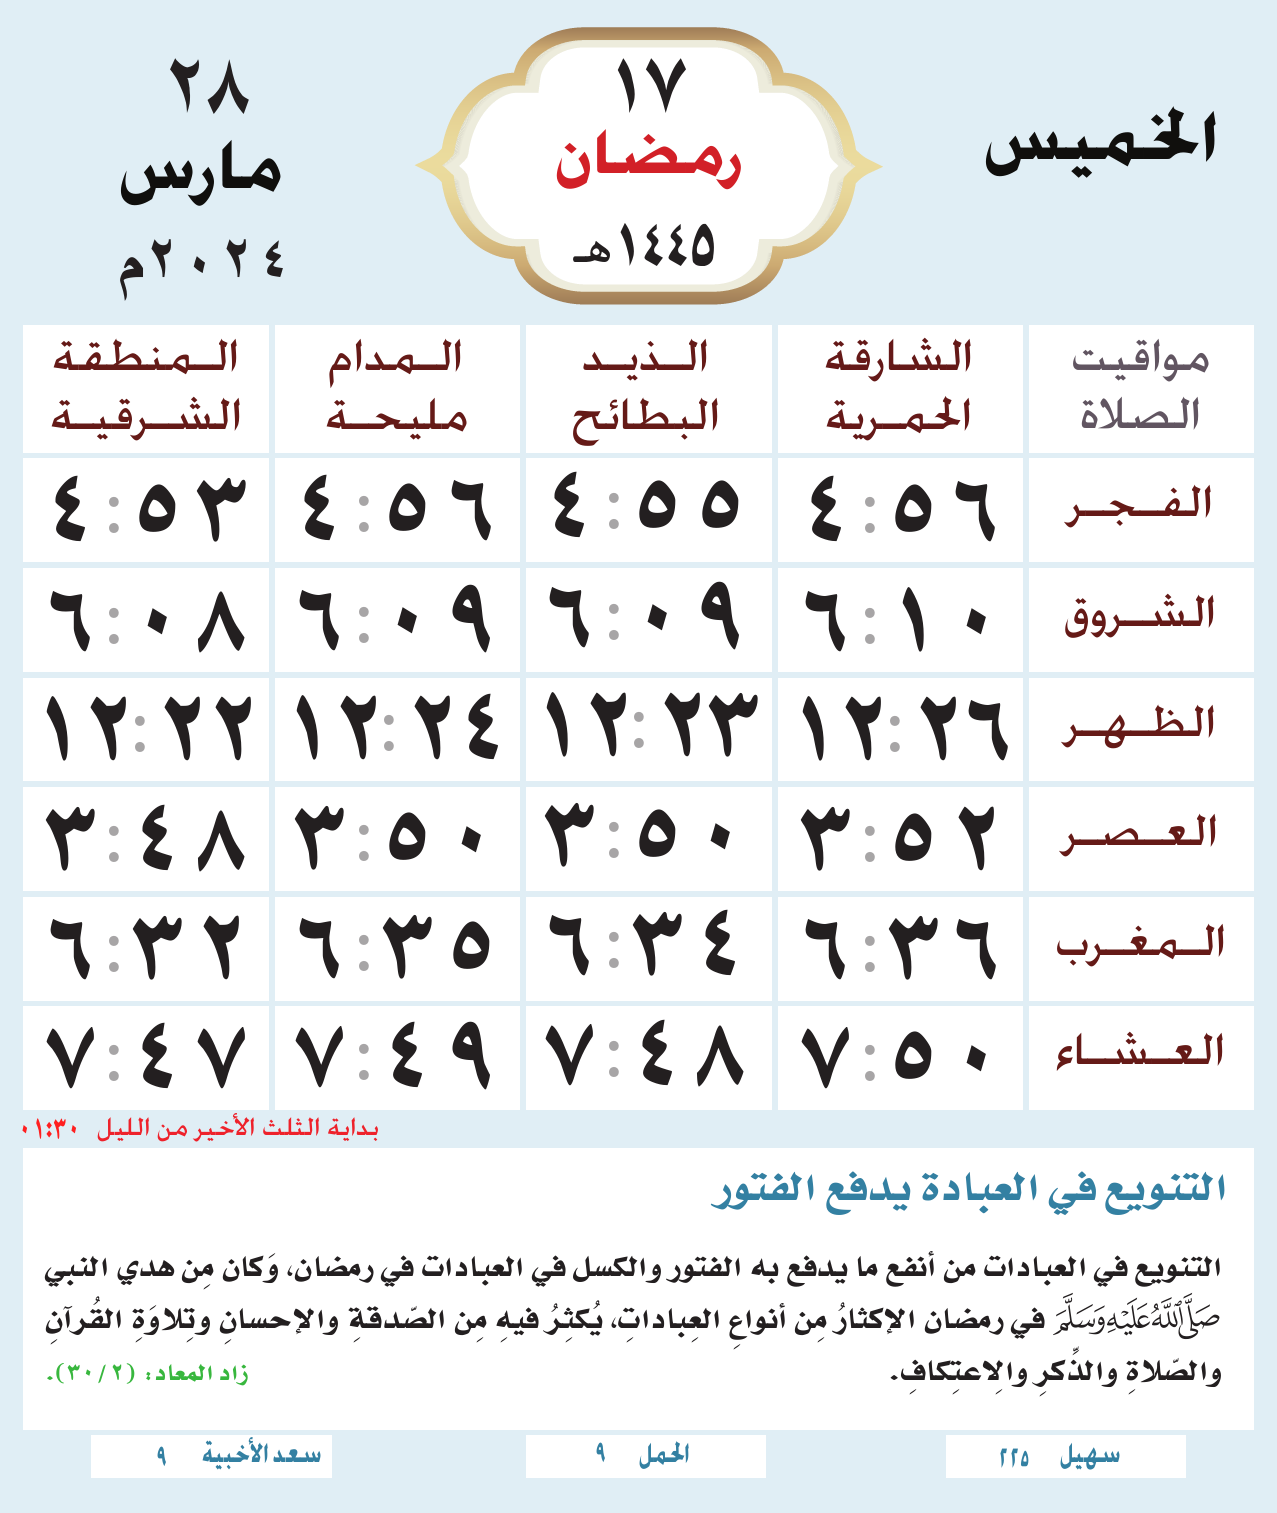 الخميس
١٧
رمضان
١٤٤٥هـ
٢٨
مارس
٢٠٢٤م
مواقيت الصلاة
الشارقة الحمرية
الذيد البطائح
المدام مليحة
المنطقة الشرقية
الفجر ٤:٥٦ ٤:٥٥ ٤:٥٦ ٤:٥٣
الشروق ٦:١٠ ٦:٠٩ ٦:٠٩ ٦:٠٨
الظهر ١٢:٢٦ ١٢:٢٣ ١٢:٢٤ ١٢:٢٢
العصر ٣:٥٢ ٣:٥٠ ٣:٥٠ ٣:٤٨
المغرب ٦:٣٦ ٦:٣٤ ٦:٣٥ ٦:٣٢
العشاء ٧:٥٠ ٧:٤٨ ٧:٤٩ ٧:٤٧
بداية الثلث الأخير من الليل ٠١:٣٠
التنويع في العبادة يدفع الفتور
التنويع في العبادات من أنفع ما يدفع به الفتور والكسل في العبادات في رمضان، وَكان مِن هدي النبي
صَلَّى اللَّهُ عَلَيْهِ وَسَلَّمَ في رمضان الإكثارُ مِن أنواعِ العِباداتِ، يُكثِرُ فيهِ مِن الصّدقةِ والإحسانِ وتِلاوَةِ القُرآنِ
والصّلاةِ والذِّكرِ والِاعتِكافِ.
زاد المعاد: (٣٠/٢).
سهيل ٢٢٥
الحمل ٩
سعد الأخبية ٩